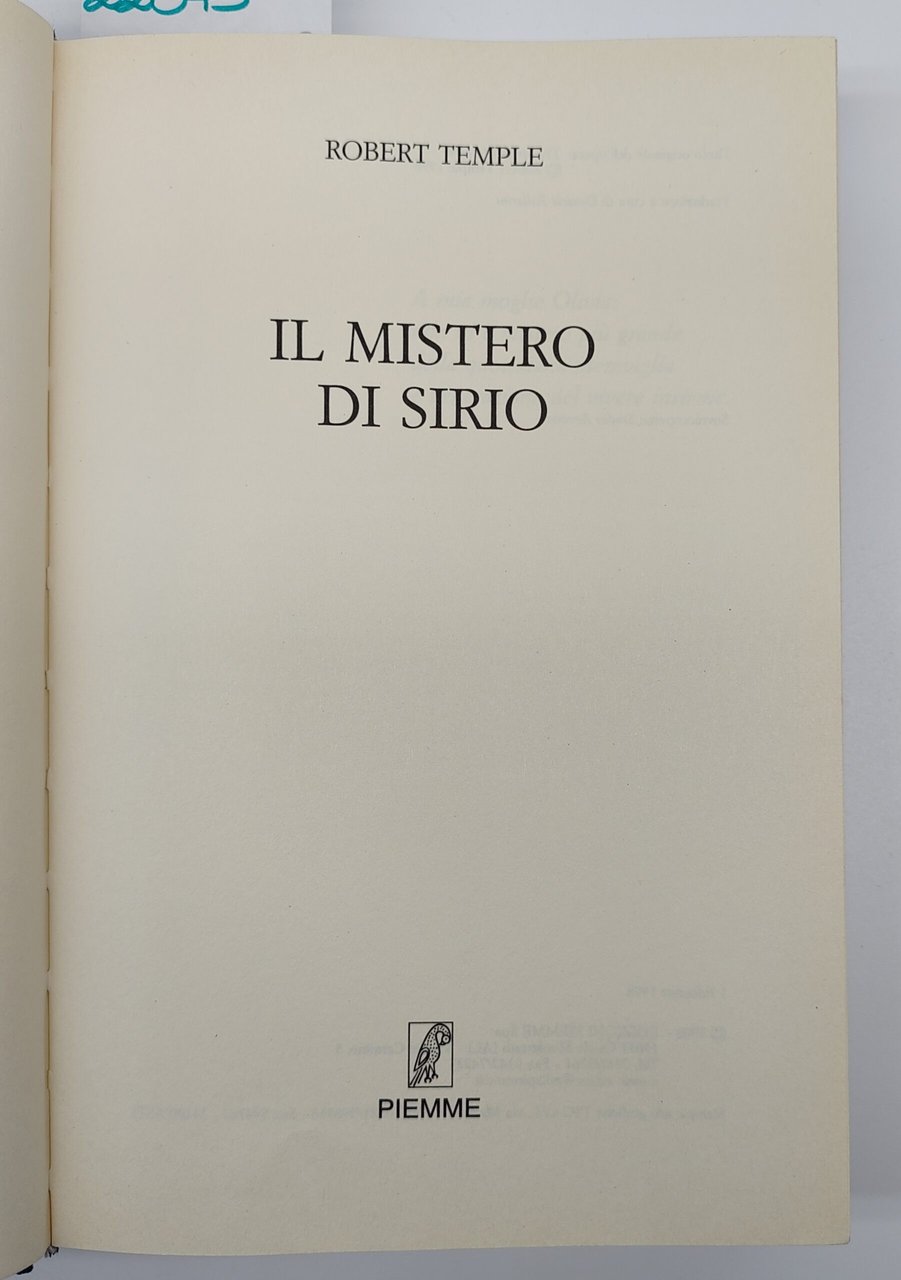 ROBERT TEMPLE
IL MISTERO
DI SIRIO
PIEMME